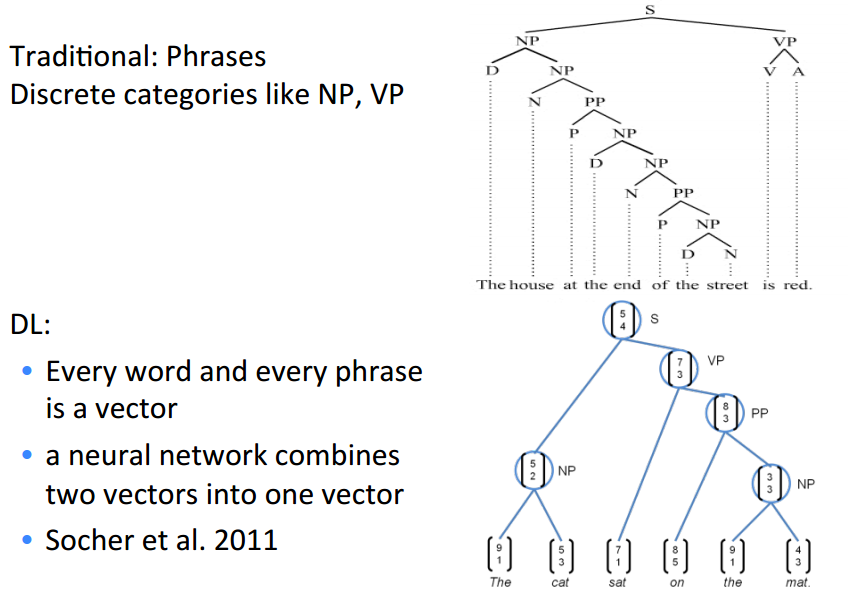 Traditional: Phrases
Discrete categories like NP, VP
S
NP VP
D NP V A
N PP
P NP
D NP
N PP
P NP
D N
The house at the end of the street is red.
DL:
• Every word and every phrase
is a vector
• a neural network combines
two vectors into one vector
• Socher et al. 2011
5
4
S
7
3
VP
8
3
PP
5
2
NP
3
3
NP
9 5 7 8 9 4
1 3 1 5 1 3
The cat sat on the mat.